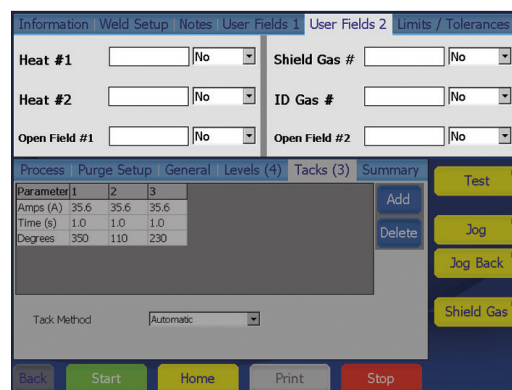 Information Weld Setup Notes User Fields 1 User Fields 2 Limits / Tolerances
Heat #1 No Shield Gas # No
Heat #2 No ID Gas # No
Open Field #1 No Open Field #2 No
Process Purge Setup General Levels (4) Tacks (3) Summary
Parameter 1 2 3
Amps (A) 35.6 35.6 35.6
Time (s) 1.0 1.0 1.0
Degrees 350 110 230
Add
Delete
Tack Method Automatic
Test
Jog
Jog Back
Shield Gas
Back Start Home Print Stop